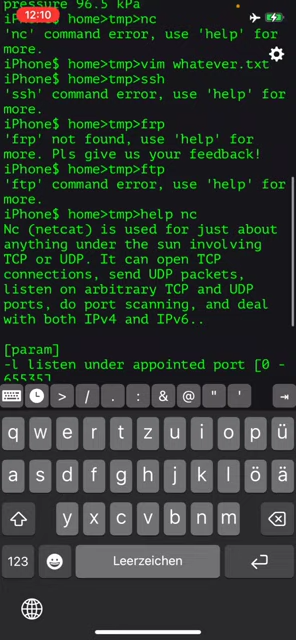 pressure 96.5 kPa
12:10
iPhone$ home>tmp>nc
'nc' command error, use 'help' for
more.
iPhone$ home>tmp>vim whatever.txt
iPhone$ home>tmp>ssh
'ssh' command error, use 'help' for
more.
iPhone$ home>tmp>frp
'frp' not found, use 'help' for
more. Pls give us your feedback!
iPhone$ home>tmp>ftp
'ftp' command error, use 'help' for
more.
iPhone$ home>tmp>help nc
Nc (netcat) is used for just about
anything under the sun involving
TCP or UDP. It can open TCP
connections, send UDP packets,
listen on arbitrary TCP and UDP
ports, do port scanning, and deal
with both IPv4 and IPv6..
[param]
-l listen under appointed port [0 -
65535]
> / . : & @ " '
q w e r t z u i o p ü
a s d f g h j k l ö ä
y x c v b n m
123 Leerzeichen